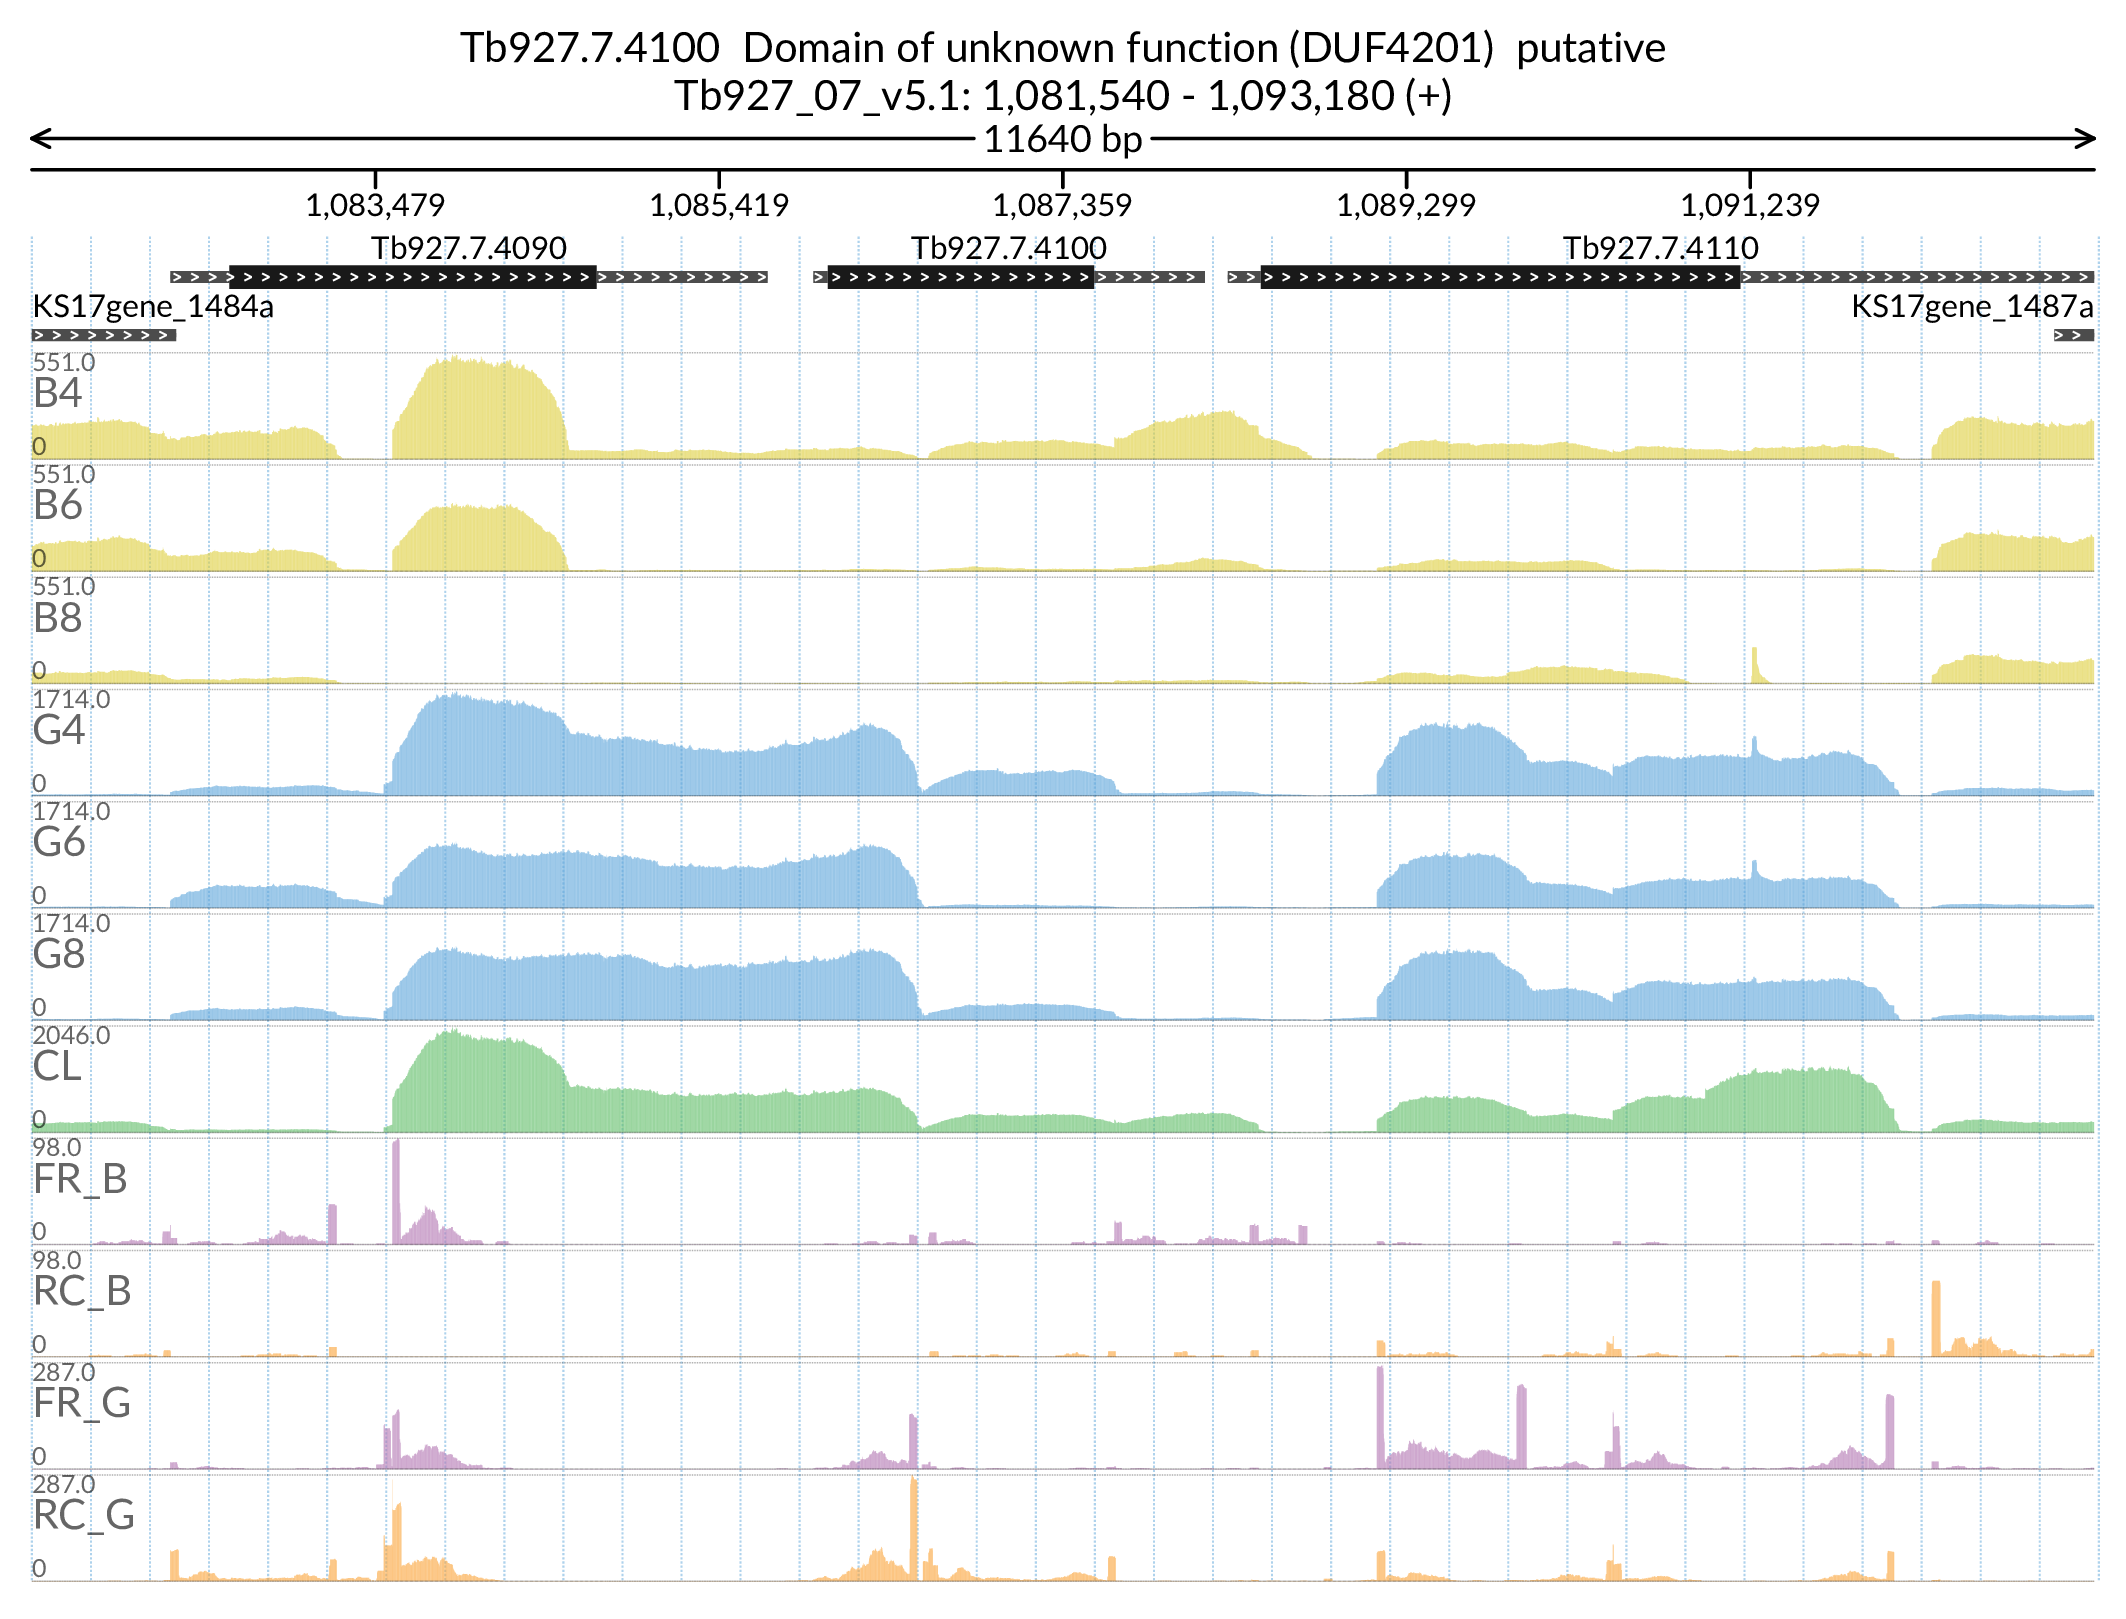 Tb927.7.4100  Domain of unknown function (DUF4201)  putative
Tb927_07_v5.1: 1,081,540 - 1,093,180 (+)
11640 bp
1,083,479 1,085,419 1,087,359 1,089,299 1,091,239
Tb927.7.4090 Tb927.7.4100 Tb927.7.4110
KS17gene_1484a KS17gene_1487a
551.0
B4
0
551.0
B6
0
551.0
B8
0
1714.0
G4
0
1714.0
G6
0
1714.0
G8
0
2046.0
CL
0
98.0
FR_B
0
98.0
RC_B
0
287.0
FR_G
0
287.0
RC_G
0